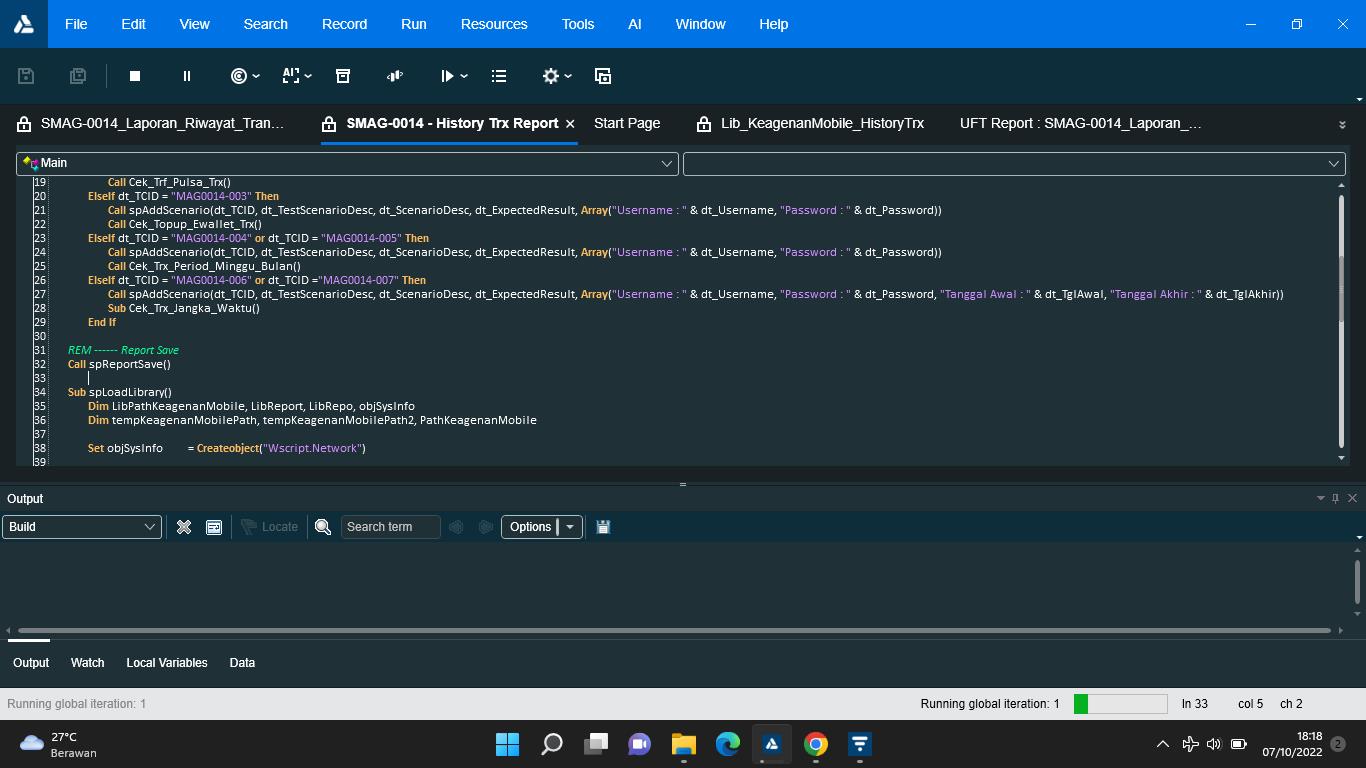 File Edit View Search Record Run Resources Tools AI Window Help
SMAG-0014_Laporan_Riwayat_Tran... SMAG-0014 - History Trx Report × Start Page Lib_KeagenanMobile_HistoryTrx UFT Report : SMAG-0014_Laporan_...
Main
19 Call Cek_Trf_Pulsa_Trx()
20 ElseIf dt_TCID = "MAG0014-003" Then
21 Call spAddScenario(dt_TCID, dt_TestScenarioDesc, dt_ScenarioDesc, dt_ExpectedResult, Array("Username : " & dt_Username, "Password : " & dt_Password))
22 Call Cek_Topup_Ewallet_Trx()
23 ElseIf dt_TCID = "MAG0014-004" or dt_TCID = "MAG0014-005" Then
24 Call spAddScenario(dt_TCID, dt_TestScenarioDesc, dt_ScenarioDesc, dt_ExpectedResult, Array("Username : " & dt_Username, "Password : " & dt_Password))
25 Call Cek_Trx_Period_Minggu_Bulan()
26 ElseIf dt_TCID = "MAG0014-006" or dt_TCID ="MAG0014-007" Then
27 Call spAddScenario(dt_TCID, dt_TestScenarioDesc, dt_ScenarioDesc, dt_ExpectedResult, Array("Username : " & dt_Username, "Password : " & dt_Password, "Tanggal Awal : " & dt_TglAwal, "Tanggal Akhir : " & dt_TglAkhir))
28 Sub Cek_Trx_Jangka_Waktu()
29 End If
30
31 REM ------ Report Save
32 Call spReportSave()
33
34 Sub spLoadLibrary()
35 Dim LibPathKeagenanMobile, LibReport, LibRepo, objSysInfo
36 Dim tempKeagenanMobilePath, tempKeagenanMobilePath2, PathKeagenanMobile
37
38 Set objSysInfo = Createobject("Wscript.Network")
39
Output
Build Locate Search term Options
Output Watch Local Variables Data
Running global iteration: 1 Running global iteration: 1 ln 33 col 5 ch 2
27°C
Berawan
18:18
07/10/2022
2